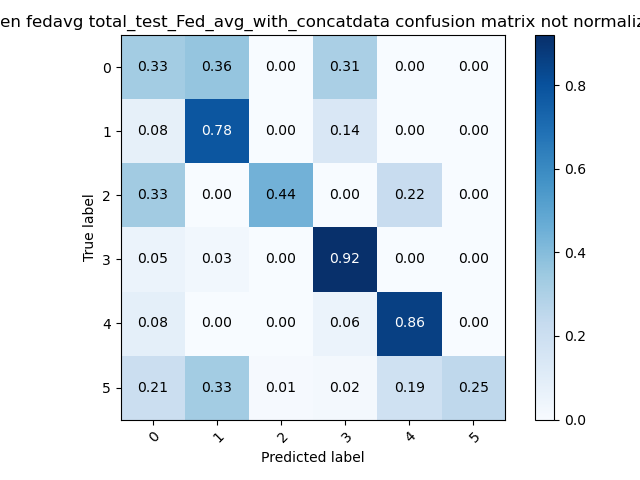 en fedavg total_test_Fed_avg_with_concatdata confusion matrix not normaliz
0 0.33 0.36 0.00 0.31 0.00 0.00
1 0.08 0.78 0.00 0.14 0.00 0.00
2 0.33 0.00 0.44 0.00 0.22 0.00
3 0.05 0.03 0.00 0.92 0.00 0.00
4 0.08 0.00 0.00 0.06 0.86 0.00
5 0.21 0.33 0.01 0.02 0.19 0.25
0 1 2 3 4 5
True label
Predicted label
0.8
0.6
0.4
0.2
0.0